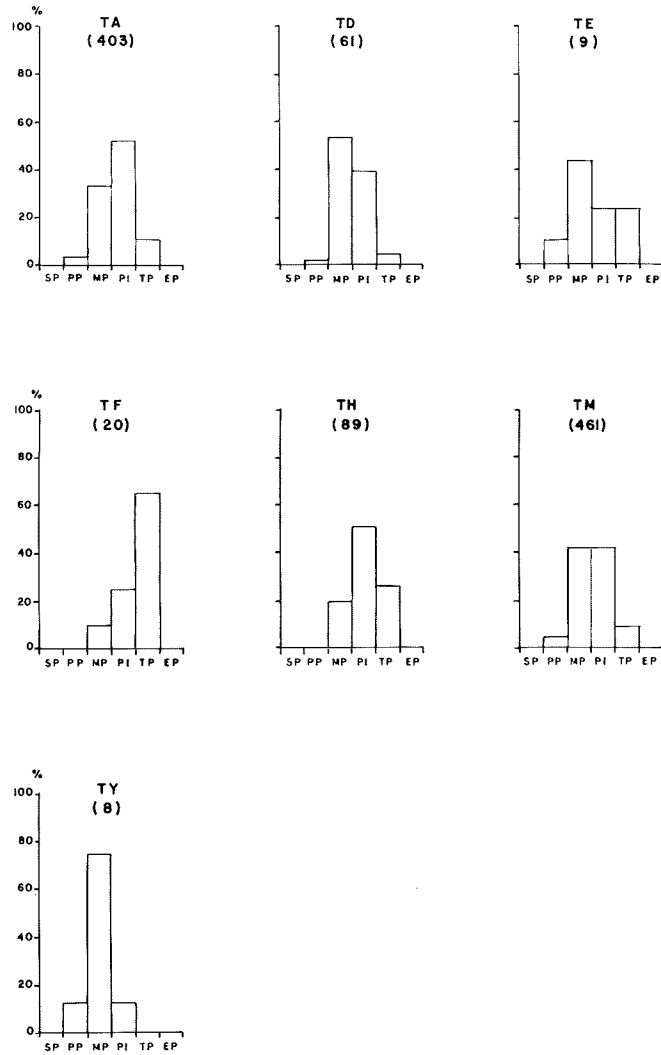 %
TA
(403)
100
80
60
40
20
0
SP PP MP PI TP EP
TD
(61)
SP PP MP PI TP EP
TE
(9)
SP PP MP PI TP EP
%
TF
(20)
100
80
60
40
20
0
SP PP MP PI TP EP
TH
(89)
SP PP MP PI TP EP
TM
(461)
SP PP MP PI TP EP
%
TY
(8)
100
80
60
40
20
0
SP PP MP PI TP EP